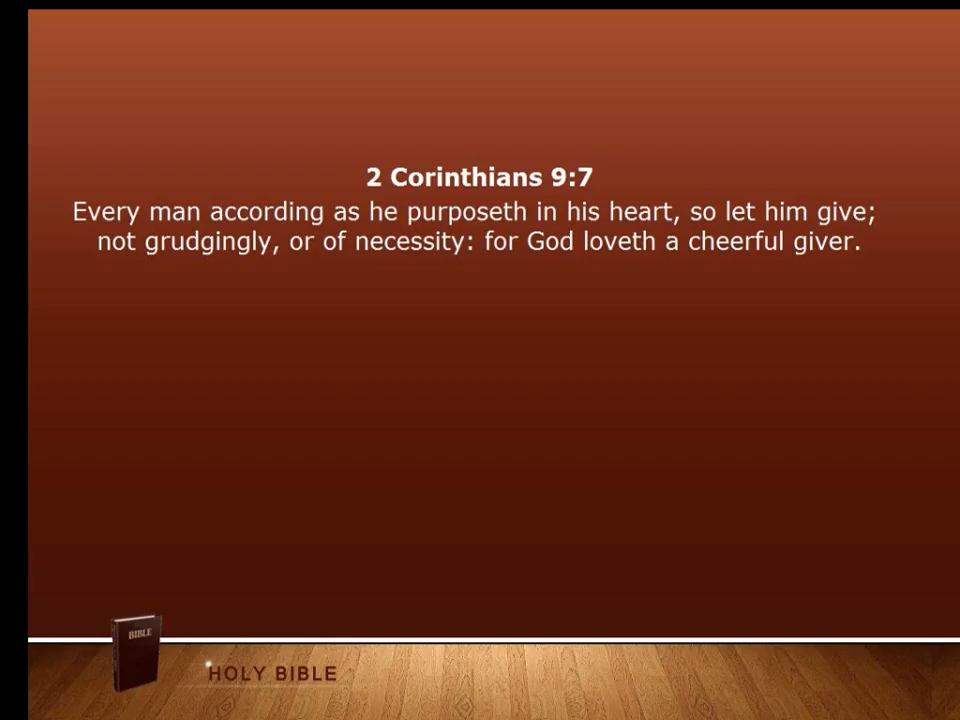 2 Corinthians 9:7
Every man according as he purposeth in his heart, so let him give;
not grudgingly, or of necessity: for God loveth a cheerful giver.
BIBLE
HOLY BIBLE